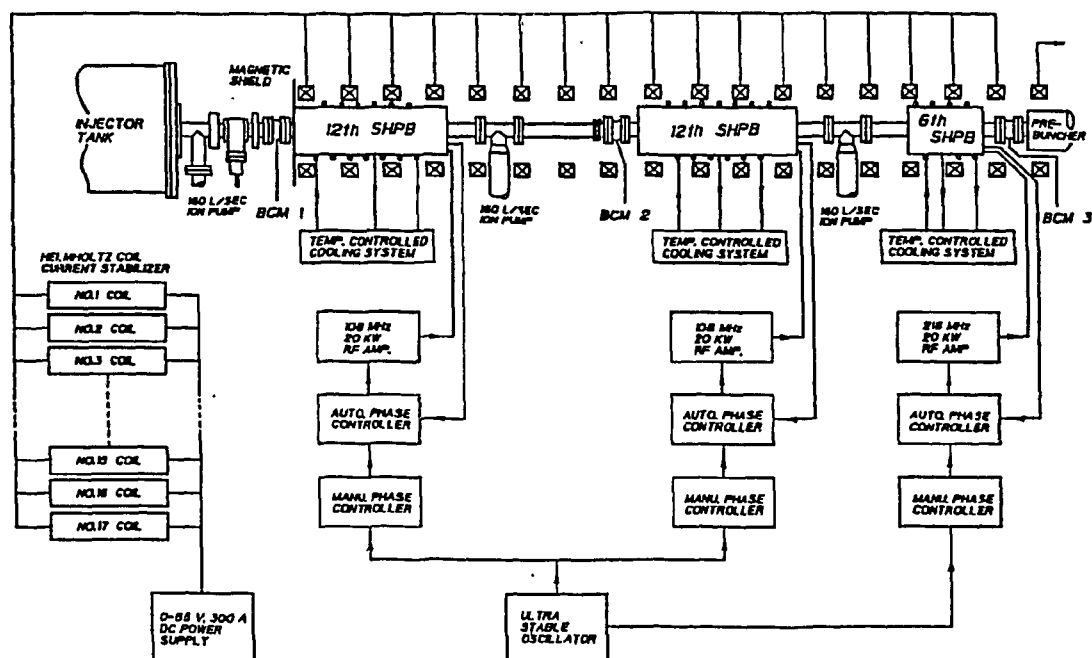 MAGNETIC
SHIELD
INJECTOR
TANK
12th SHPB
12th SHPB
6th
SHPB
PRE-
BUNCHER
160 L/SEC
ION PUMP
BCM 1
160 L/SEC
ION PUMP
BCM 2
160 L/SEC
ION PUMP
BCM 3
TEMP. CONTROLLED
COOLING SYSTEM
TEMP. CONTROLLED
COOLING SYSTEM
TEMP. CONTROLLED
COOLING SYSTEM
HELMHOLTZ COIL
CURRENT STABILIZER
NO.1 COIL
NO.2 COIL
NO.3 COIL
NO.15 COIL
NO.16 COIL
NO.17 COIL
108 MHz
20 KW
RF AMP.
108 MHz
20 KW
RF AMP.
216 MHz
20 KW
RF AMP.
AUTO. PHASE
CONTROLLER
AUTO. PHASE
CONTROLLER
AUTO. PHASE
CONTROLLER
MANU. PHASE
CONTROLLER
MANU. PHASE
CONTROLLER
MANU. PHASE
CONTROLLER
V, 300 A
DC POWER
SUPPLY
ULTRA
STABLE
OSCILLATOR